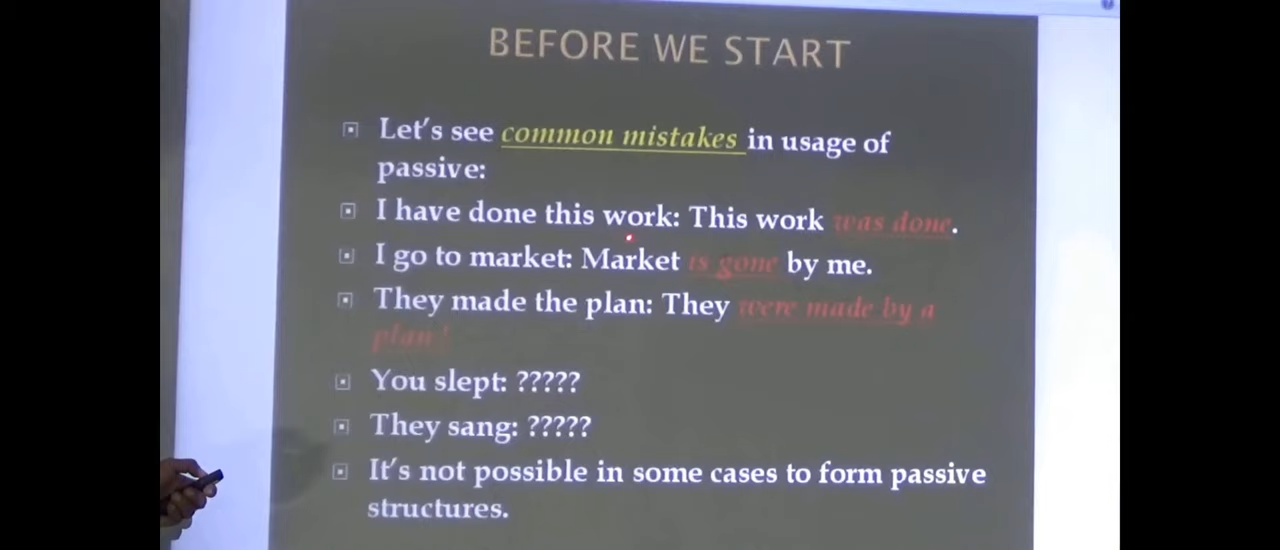 BEFORE WE START
Let's see common mistakes in usage of
passive:
I have done this work: This work was done.
I go to market: Market is gone by me.
They made the plan: They were made by a
plan!
You slept: ?????
They sang: ?????
It's not possible in some cases to form passive
structures.